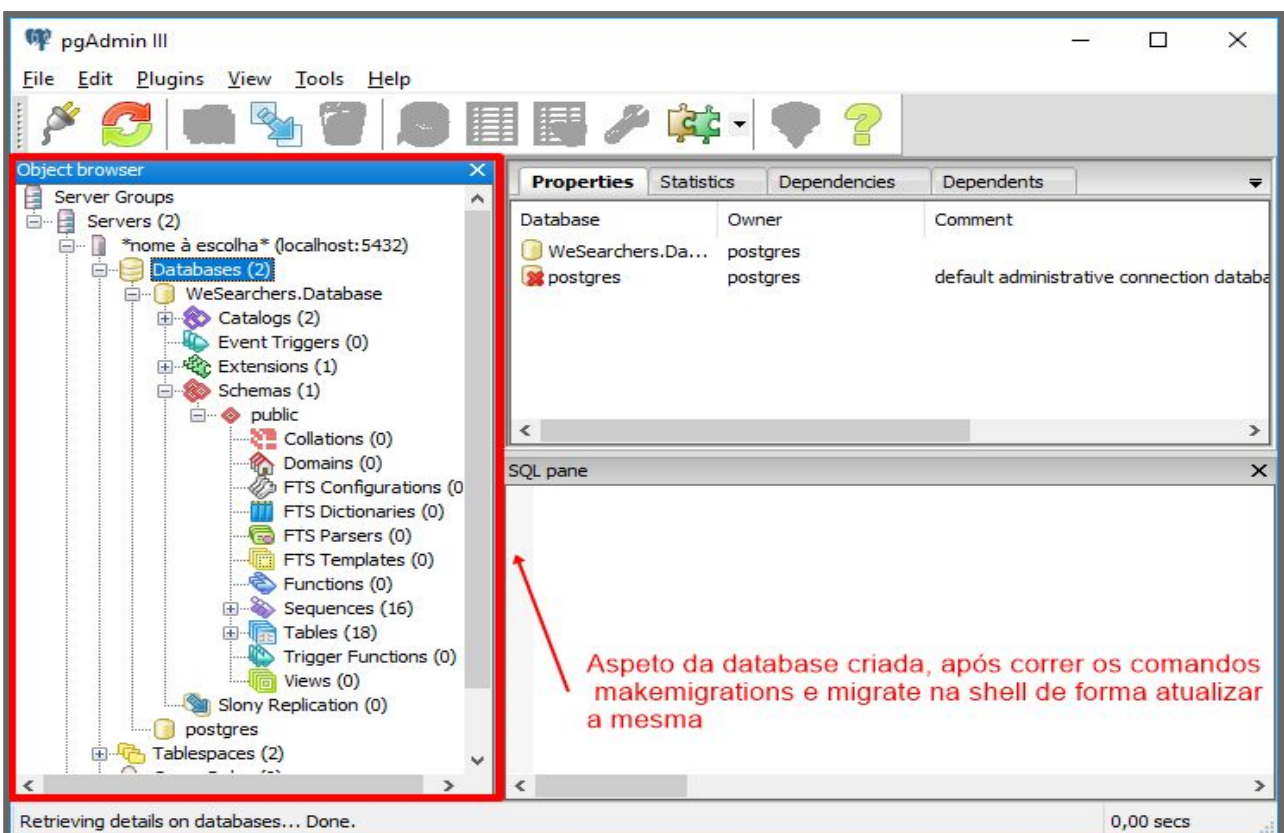 pgAdmin III
File Edit Plugins View Tools Help
Object browser
Server Groups
Servers (2)
*nome à escolha* (localhost:5432)
Databases (2)
WeSearchers.Database
Catalogs (2)
Event Triggers (0)
Extensions (1)
Schemas (1)
public
Collations (0)
Domains (0)
FTS Configurations (0
FTS Dictionaries (0)
FTS Parsers (0)
FTS Templates (0)
Functions (0)
Sequences (16)
Tables (18)
Trigger Functions (0)
Views (0)
Slony Replication (0)
postgres
Tablespaces (2)
Properties Statistics Dependencies Dependents
Database Owner Comment
WeSearchers.Da... postgres
postgres postgres default administrative connection databa
SQL pane
Aspeto da database criada, após correr os comandos
makemigrations e migrate na shell de forma atualizar
a mesma
Retrieving details on databases... Done. 0,00 secs